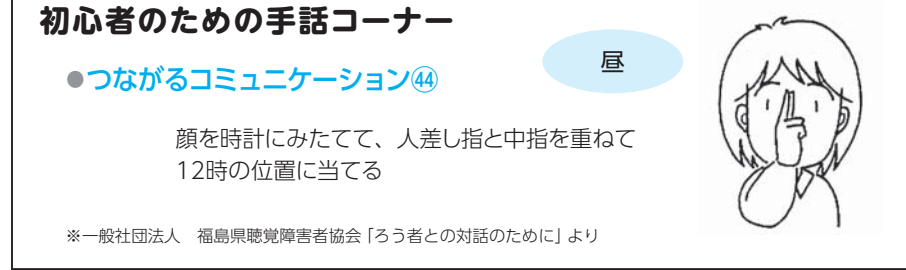 初心者のための手話コーナー
●つながるコミュニケーション㊹
昼
顔を時計にみたてて、人差し指と中指を重ねて
12時の位置に当てる
※一般社団法人　福島県聴覚障害者協会「ろう者との対話のために」より